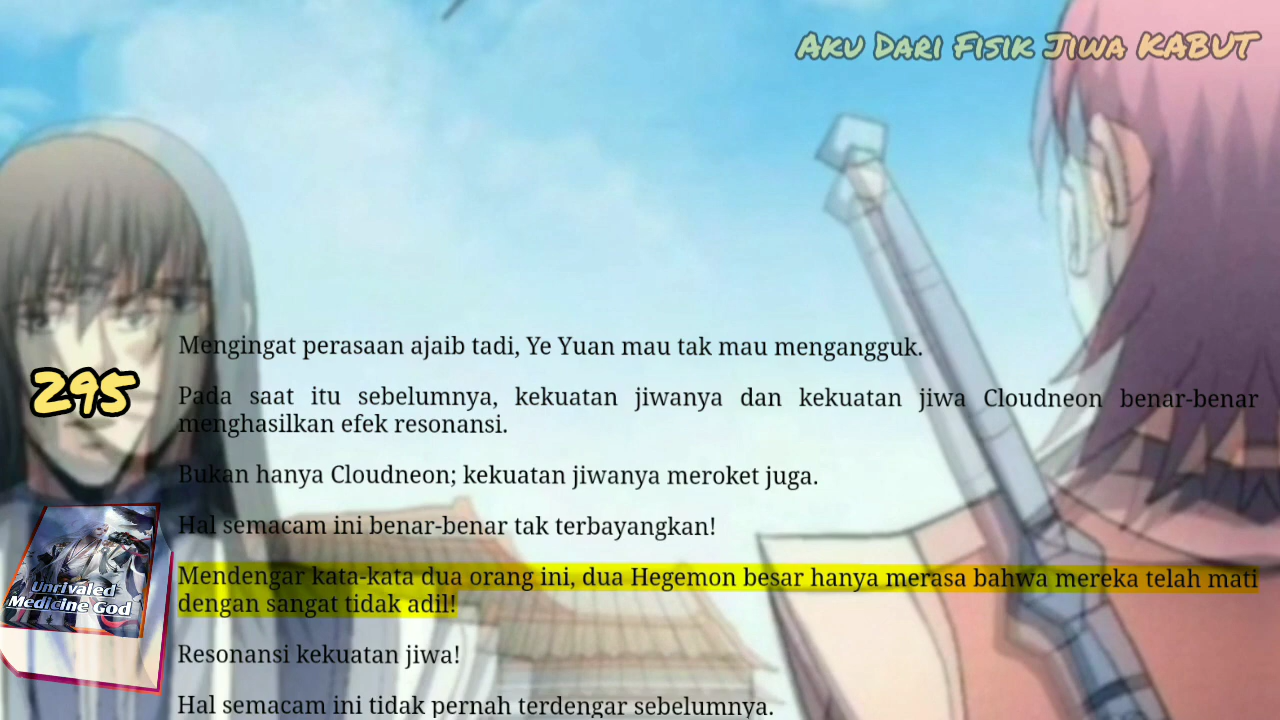 Aku Dari Fisik Jiwa KABUT
Mengingat perasaan ajaib tadi, Ye Yuan mau tak mau mengangguk.
295
Pada saat itu sebelumnya, kekuatan jiwanya dan kekuatan jiwa Cloudneon benar-benar
menghasilkan efek resonansi.
Bukan hanya Cloudneon; kekuatan jiwanya meroket juga.
Hal semacam ini benar-benar tak terbayangkan!
Mendengar kata-kata dua orang ini, dua Hegemon besar hanya merasa bahwa mereka telah mati
dengan sangat tidak adil!
Unrivaled
Medicine God
Resonansi kekuatan jiwa!
Hal semacam ini tidak pernah terdengar sebelumnya.